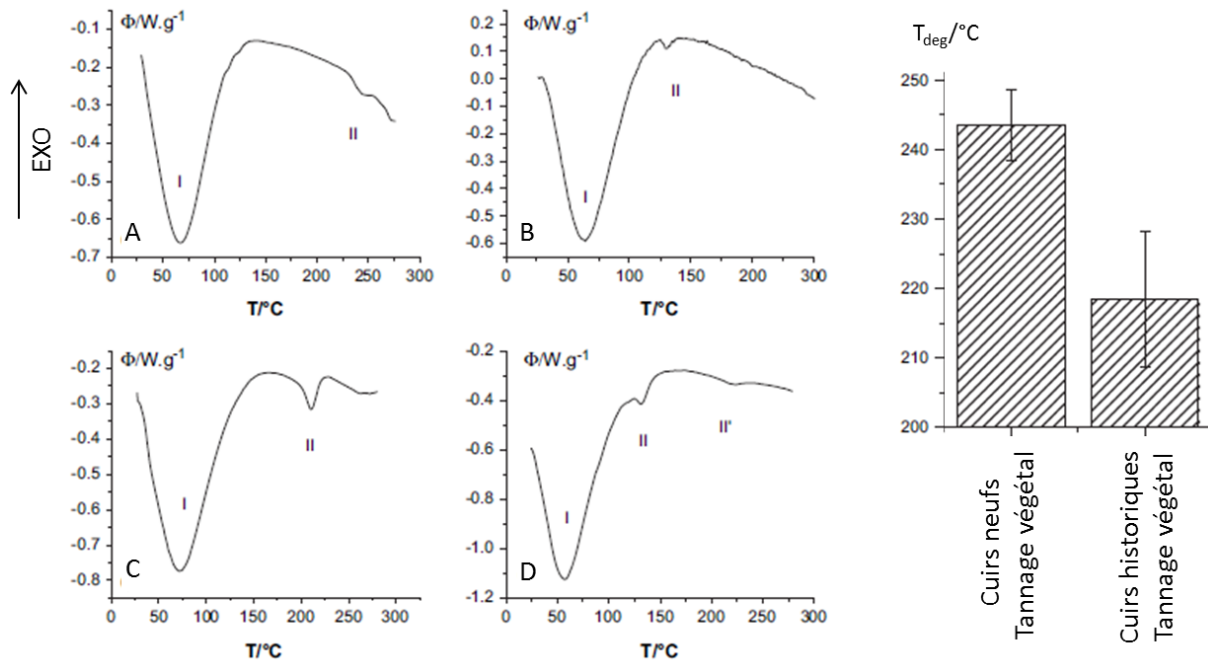 EXO
Φ/W.g⁻¹
-0.1
-0.2
-0.3
-0.4
-0.5
-0.6
-0.7
I
II
A
0 50 100 150 200 250 300
T/°C
Φ/W.g⁻¹
0.2
0.1
0.0
-0.1
-0.2
-0.3
-0.4
-0.5
-0.6
I
II
B
0 50 100 150 200 250 300
T/°C
Φ/W.g⁻¹
-0.2
-0.3
-0.4
-0.5
-0.6
-0.7
-0.8
I
II
C
0 50 100 150 200 250 300
T/°C
Φ/W.g⁻¹
-0.2
-0.4
-0.6
-0.8
-1.0
-1.2
I
II
II'
D
0 50 100 150 200 250 300
T/°C
Tdeg/°C
250
240
230
220
210
200
Cuirs neufs
Tannage végétal
Cuirs historiques
Tannage végétal